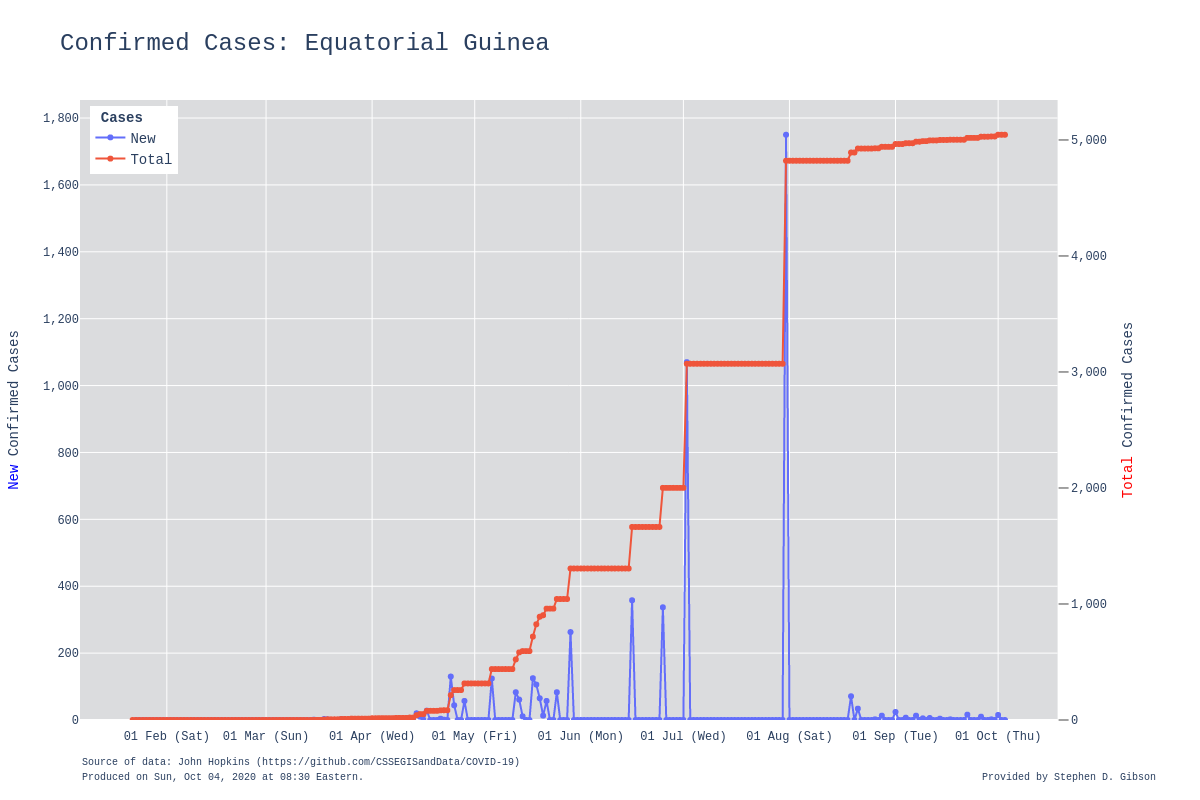 Confirmed Cases: Equatorial Guinea
Cases
New
Total
1,800
1,600
1,400
1,200
1,000
800
600
400
200
0
5,000
4,000
3,000
2,000
1,000
0
New Confirmed Cases
Total Confirmed Cases
01 Feb (Sat) 01 Mar (Sun) 01 Apr (Wed) 01 May (Fri) 01 Jun (Mon) 01 Jul (Wed) 01 Aug (Sat) 01 Sep (Tue) 01 Oct (Thu)
Source of data: John Hopkins (https://github.com/CSSEGISandData/COVID-19)
Produced on Sun, Oct 04, 2020 at 08:30 Eastern.
Provided by Stephen D. Gibson